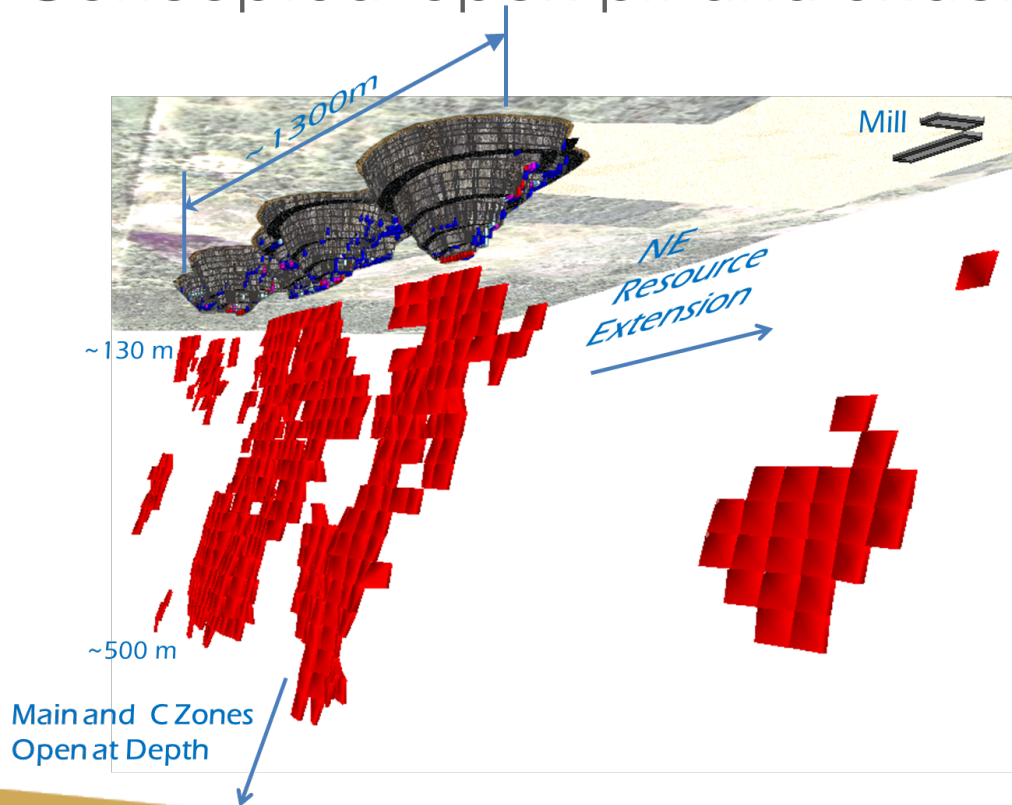 ~1300m
Mill
NE
Resource
Extension
~130 m
~500 m
Main and C Zones
Open at Depth